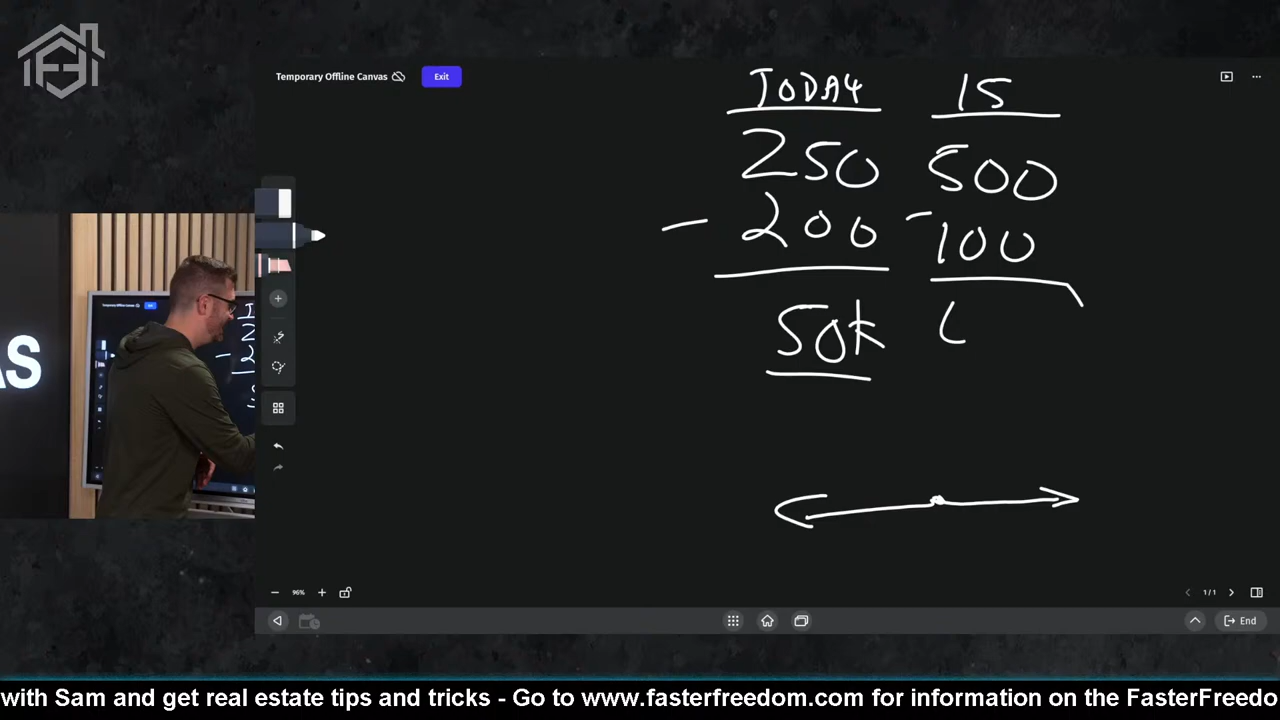 Temporary Offline Canvas Exit
TODAY 15
250 500
- 200 - 100
50k
AS
96%
1/1
End
with Sam and get real estate tips and tricks - Go to www.fasterfreedom.com for information on the FasterFreedo